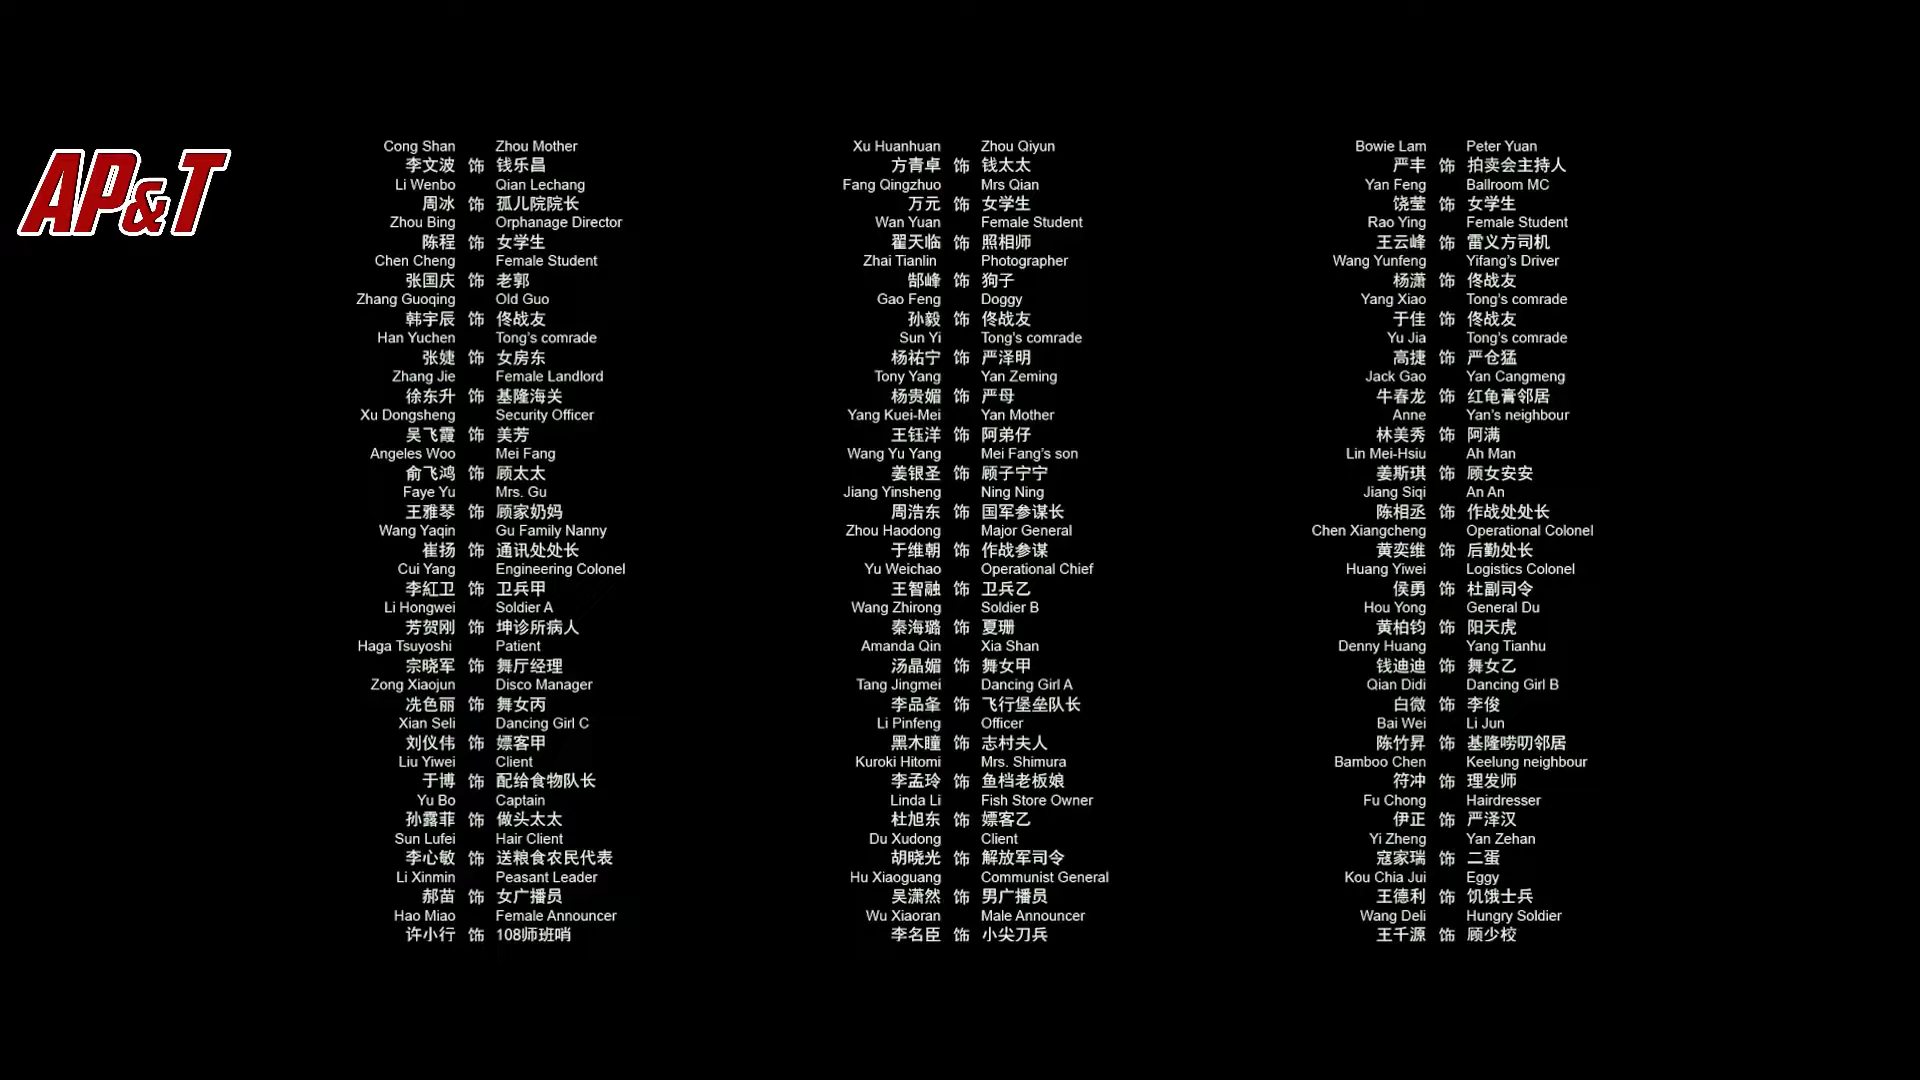 AP&T
Cong Shan Zhou Mother Xu Huanhuan Zhou Qiyun Bowie Lam Peter Yuan
李文波 饰 钱乐昌 方青卓 饰 钱太太 严丰 饰 拍卖会主持人
Li Wenbo Qian Lechang Fang Qingzhuo Mrs Qian Yan Feng Ballroom MC
周冰 饰 孤儿院院长 万元 饰 女学生 饶莹 饰 女学生
Zhou Bing Orphanage Director Wan Yuan Female Student Rao Ying Female Student
陈程 饰 女学生 翟天临 饰 照相师 王云峰 饰 雷义方司机
Chen Cheng Female Student Zhai Tianlin Photographer Wang Yunfeng Yifang's Driver
张国庆 饰 老郭 郜峰 饰 狗子 杨潇 饰 佟战友
Zhang Guoqing Old Guo Gao Feng Doggy Yang Xiao Tong's comrade
韩宇辰 饰 佟战友 孙毅 饰 佟战友 于佳 饰 佟战友
Han Yuchen Tong's comrade Sun Yi Tong's comrade Yu Jia Tong's comrade
张婕 饰 女房东 杨祐宁 饰 严泽明 高捷 饰 严仓猛
Zhang Jie Female Landlord Tony Yang Yan Zeming Jack Gao Yan Cangmeng
徐东升 饰 基隆海关 杨贵媚 饰 严母 牛春龙 饰 红龟膏邻居
Xu Dongsheng Security Officer Yang Kuei-Mei Yan Mother Anne Yan's neighbour
吴飞霞 饰 美芳 王钰洋 饰 阿弟仔 林美秀 饰 阿满
Angeles Woo Mei Fang Wang Yu Yang Mei Fang's son Lin Mei-Hsiu Ah Man
俞飞鸿 饰 顾太太 姜银圣 饰 顾子宁宁 姜斯琪 饰 顾女安安
Faye Yu Mrs. Gu Jiang Yinsheng Ning Ning Jiang Siqi An An
王雅琴 饰 顾家奶妈 周浩东 饰 国军参谋长 陈相丞 饰 作战处处长
Wang Yaqin Gu Family Nanny Zhou Haodong Major General Chen Xiangcheng Operational Colonel
崔扬 饰 通讯处处长 于维朝 饰 作战参谋 黄奕维 饰 后勤处长
Cui Yang Engineering Colonel Yu Weichao Operational Chief Huang Yiwei Logistics Colonel
李紅卫 饰 卫兵甲 王智融 饰 卫兵乙 侯勇 饰 杜副司令
Li Hongwei Soldier A Wang Zhirong Soldier B Hou Yong General Du
芳贺刚 饰 坤诊所病人 秦海璐 饰 夏珊 黄柏钧 饰 阳天虎
Haga Tsuyoshi Patient Amanda Qin Xia Shan Denny Huang Yang Tianhu
宗晓军 饰 舞厅经理 汤晶媚 饰 舞女甲 钱迪迪 饰 舞女乙
Zong Xiaojun Disco Manager Tang Jingmei Dancing Girl A Qian Didi Dancing Girl B
冼色丽 饰 舞女丙 李品夆 饰 飞行堡垒队长 白微 饰 李俊
Xian Seli Dancing Girl C Li Pinfeng Officer Bai Wei Li Jun
刘仪伟 饰 嫖客甲 黑木瞳 饰 志村夫人 陈竹昇 饰 基隆唠叨邻居
Liu Yiwei Client Kuroki Hitomi Mrs. Shimura Bamboo Chen Keelung neighbour
于博 饰 配给食物队长 李孟玲 饰 鱼档老板娘 符冲 饰 理发师
Yu Bo Captain Linda Li Fish Store Owner Fu Chong Hairdresser
孙露菲 饰 做头太太 杜旭东 饰 嫖客乙 伊正 饰 严泽汉
Sun Lufei Hair Client Du Xudong Client Yi Zheng Yan Zehan
李心敏 饰 送粮食农民代表 胡晓光 饰 解放军司令 寇家瑞 饰 二蛋
Li Xinmin Peasant Leader Hu Xiaoguang Communist General Kou Chia Jui Eggy
郝苗 饰 女广播员 吴潇然 饰 男广播员 王德利 饰 饥饿士兵
Hao Miao Female Announcer Wu Xiaoran Male Announcer Wang Deli Hungry Soldier
许小行 饰 108师班哨 李名臣 饰 小尖刀兵 王千源 饰 顾少校